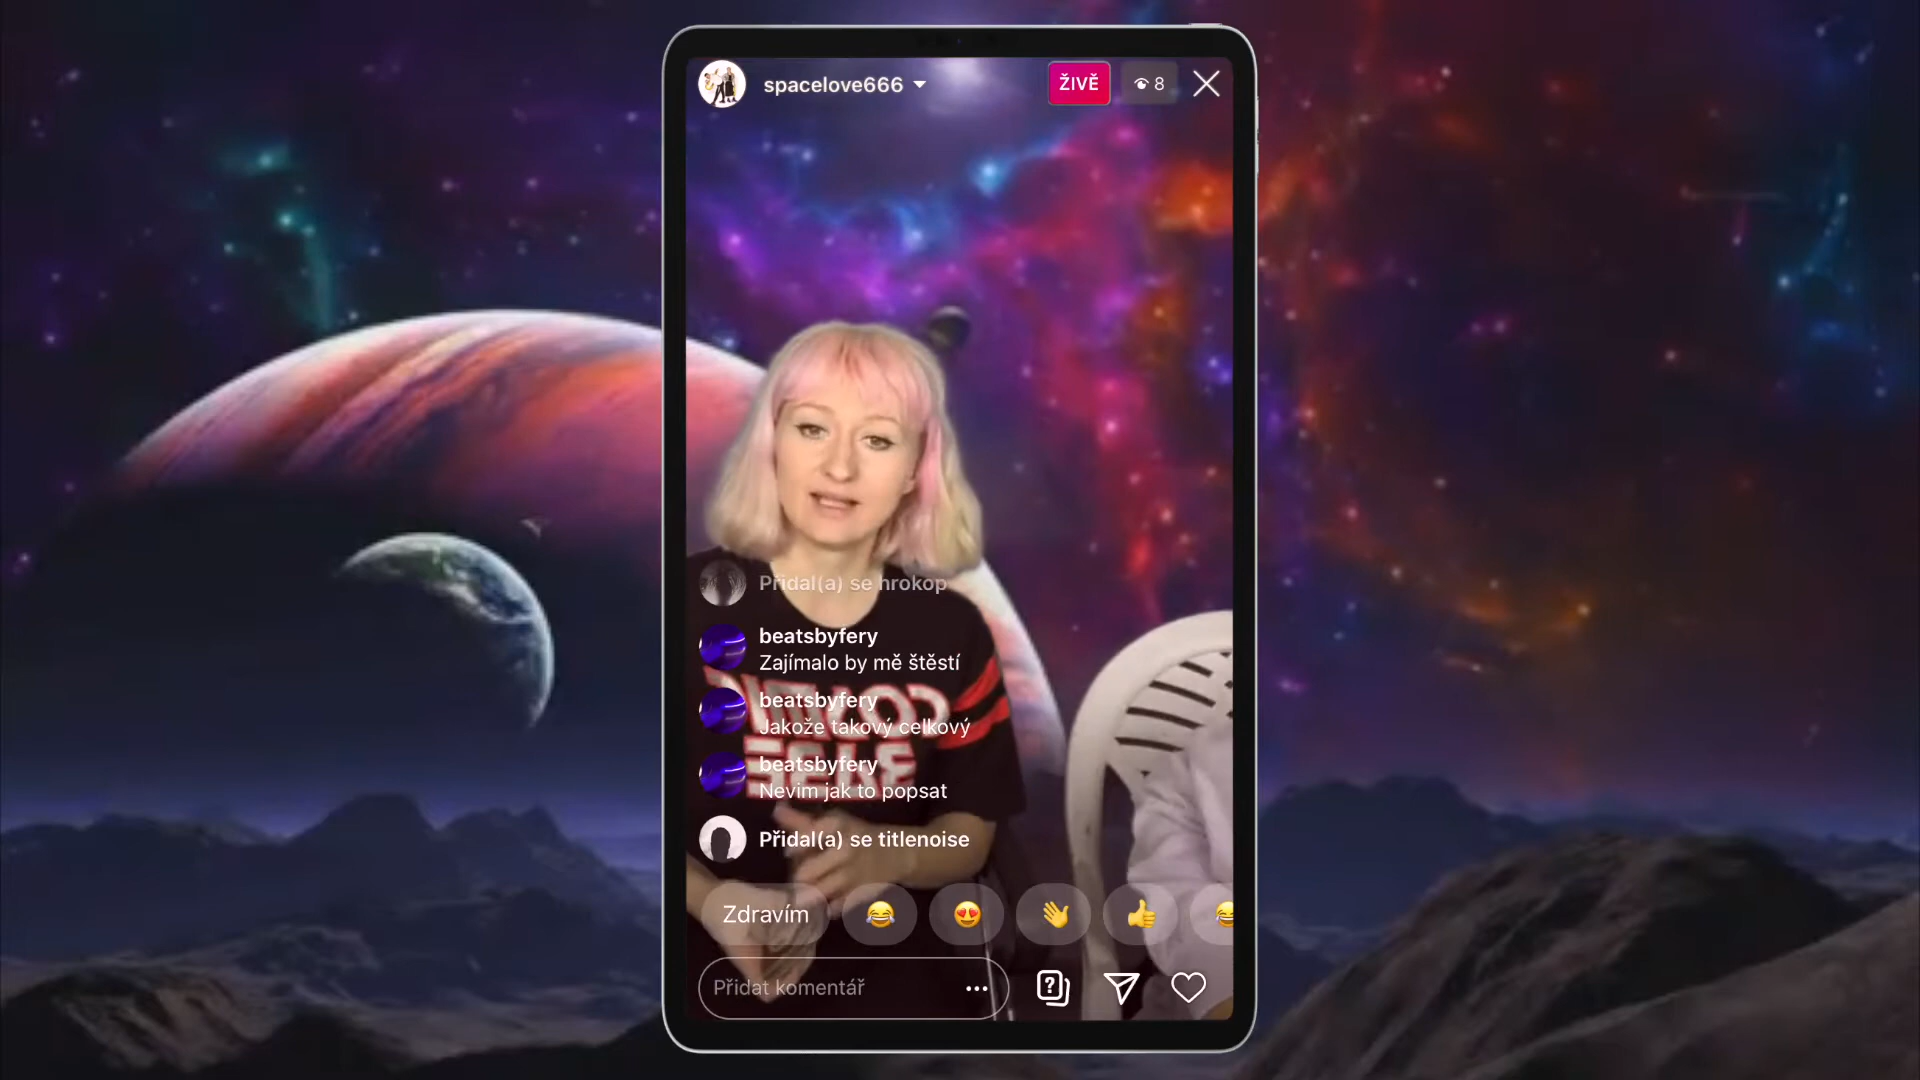 spacelove666
ŽIVĚ
8
Přidal(a) se hrokop
beatsbyfery
Zajímalo by mě štěstí
beatsbyfery
Jakože takový celkový
beatsbyfery
Nevim jak to popsat
Přidal(a) se titlenoise
Zdravím
Přidat komentář